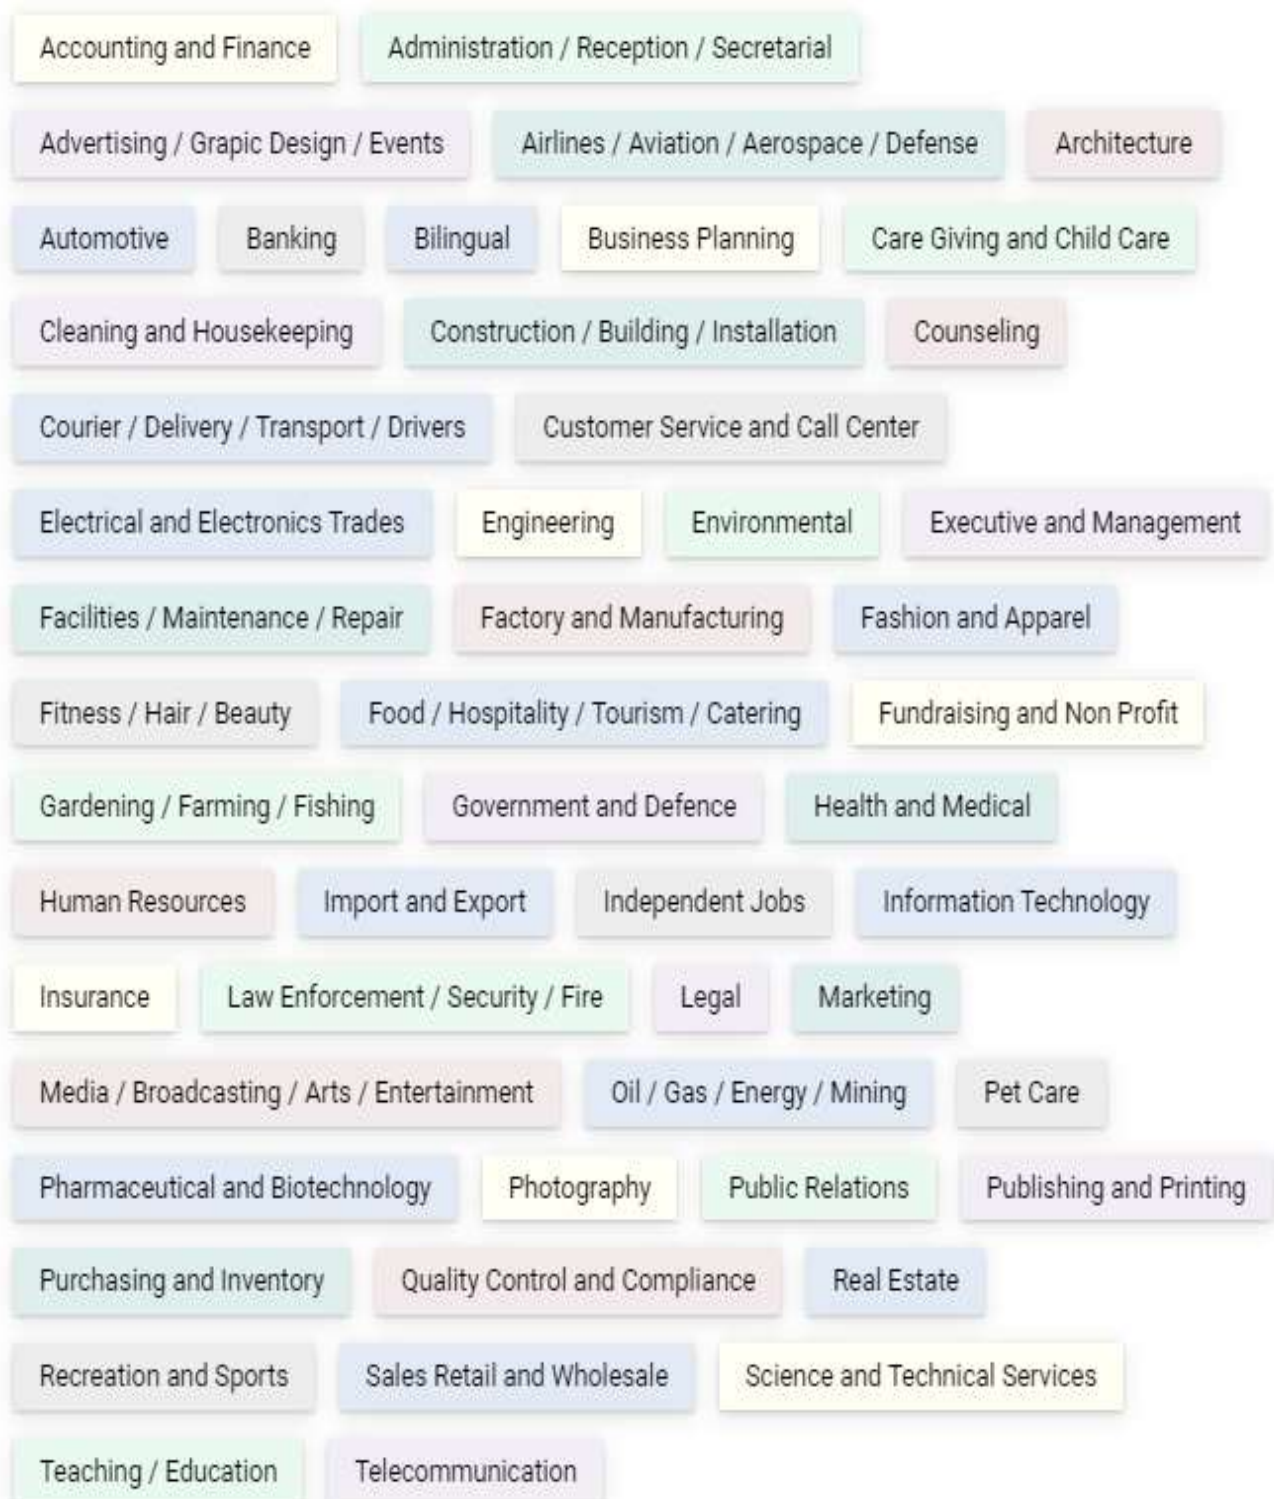 Accounting and Finance Administration / Reception / Secretarial
Advertising / Grapic Design / Events Airlines / Aviation / Aerospace / Defense Architecture
Automotive Banking Bilingual Business Planning Care Giving and Child Care
Cleaning and Housekeeping Construction / Building / Installation Counseling
Courier / Delivery / Transport / Drivers Customer Service and Call Center
Electrical and Electronics Trades Engineering Environmental Executive and Management
Facilities / Maintenance / Repair Factory and Manufacturing Fashion and Apparel
Fitness / Hair / Beauty Food / Hospitality / Tourism / Catering Fundraising and Non Profit
Gardening / Farming / Fishing Government and Defence Health and Medical
Human Resources Import and Export Independent Jobs Information Technology
Insurance Law Enforcement / Security / Fire Legal Marketing
Media / Broadcasting / Arts / Entertainment Oil / Gas / Energy / Mining Pet Care
Pharmaceutical and Biotechnology Photography Public Relations Publishing and Printing
Purchasing and Inventory Quality Control and Compliance Real Estate
Recreation and Sports Sales Retail and Wholesale Science and Technical Services
Teaching / Education Telecommunication